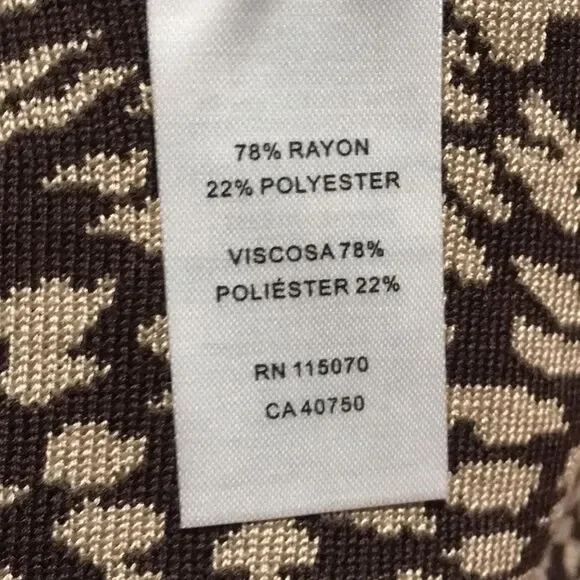 78% RAYON
22% POLYESTER
VISCOSA 78%
POLIÉSTER 22%
RN 115070
CA 40750